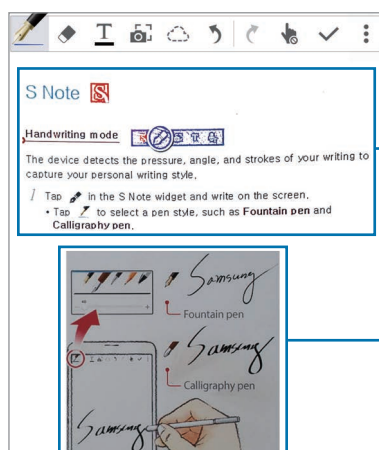 S Note
Handwriting mode
The device detects the pressure, angle, and strokes of your writing to
capture your personal writing style.
1 Tap in the S Note widget and write on the screen.
• Tap to select a pen style, such as Fountain pen and
Calligraphy pen.
Samsung
Fountain pen
Samsung
Calligraphy pen
Samsung